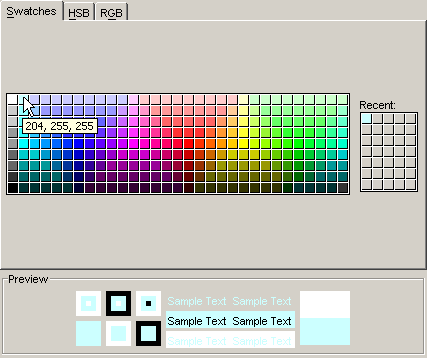 Swatches HSB RGB
Recent:
204, 255, 255
Preview
Sample Text Sample Text
Sample Text Sample Text
Sample Text Sample Text